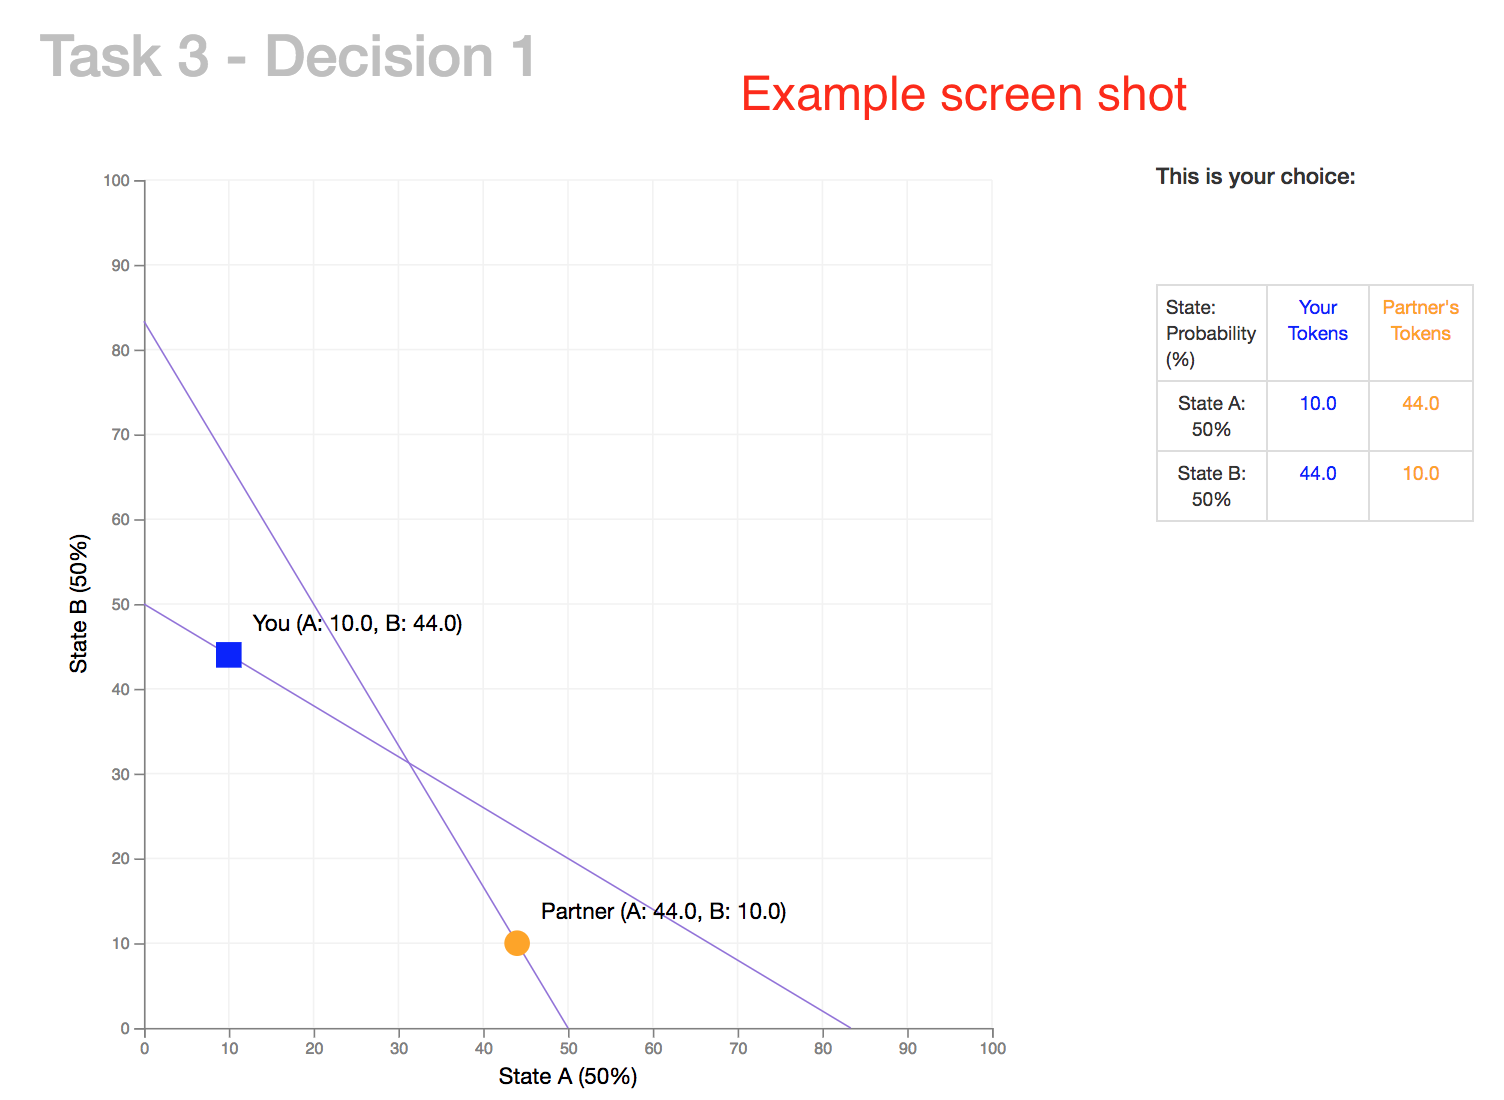 Task 3 - Decision 1
Example screen shot
This is your choice:
State:
Probability
(%)
Your
Tokens
Partner's
Tokens
State A:
50%
10.0
44.0
State B:
50%
44.0
10.0
100
90
80
70
60
50
40
30
20
10
0
State B (50%)
You (A: 10.0, B: 44.0)
Partner (A: 44.0, B: 10.0)
0 10 20 30 40 50 60 70 80 90 100
State A (50%)